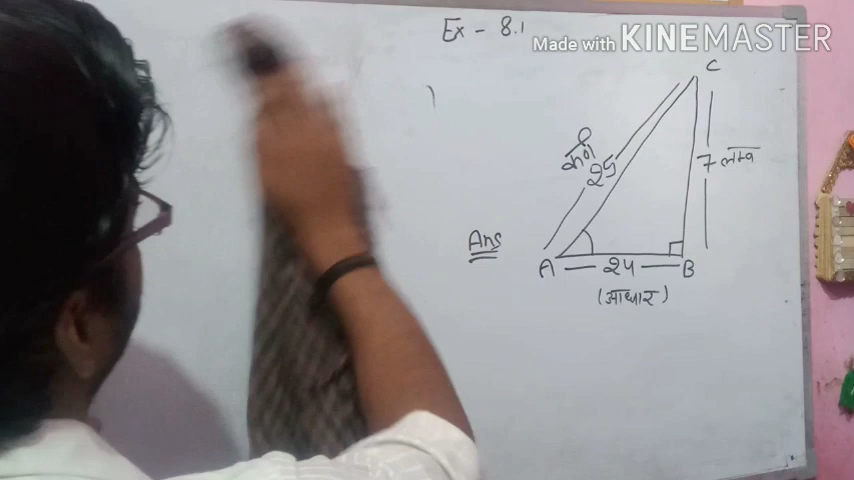 Ex - 8.1
Made with KINEMASTER
)
C
कर्ण
25
7 लम्ब
Ans
A
24
B
(आधार)